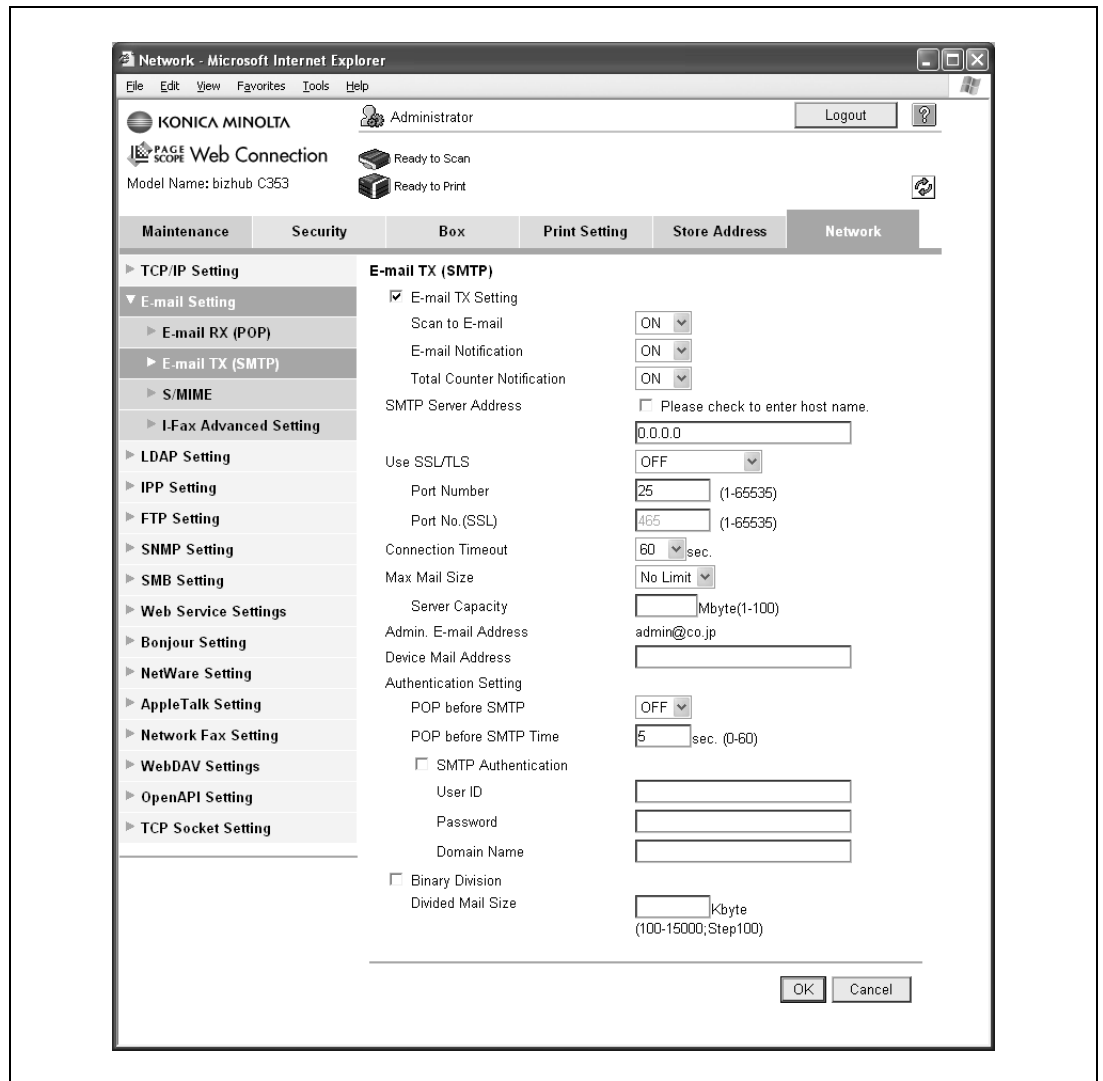 Network - Microsoft Internet Explorer
File Edit View Favorites Tools Help
KONICA MINOLTA
Administrator
Logout
?
PAGE SCOPE Web Connection
Ready to Scan
Model Name: bizhub C353
Ready to Print
Maintenance Security Box Print Setting Store Address Network
TCP/IP Setting
E-mail Setting
E-mail RX (POP)
E-mail TX (SMTP)
S/MIME
I-Fax Advanced Setting
LDAP Setting
IPP Setting
FTP Setting
SNMP Setting
SMB Setting
Web Service Settings
Bonjour Setting
NetWare Setting
AppleTalk Setting
Network Fax Setting
WebDAV Settings
OpenAPI Setting
TCP Socket Setting
E-mail TX (SMTP)
E-mail TX Setting
Scan to E-mail ON
E-mail Notification ON
Total Counter Notification ON
SMTP Server Address Please check to enter host name.
0.0.0.0
Use SSL/TLS OFF
Port Number 25 (1-65535)
Port No.(SSL) 465 (1-65535)
Connection Timeout 60 sec.
Max Mail Size No Limit
Server Capacity Mbyte(1-100)
Admin. E-mail Address admin@co.jp
Device Mail Address
Authentication Setting
POP before SMTP OFF
POP before SMTP Time 5 sec. (0-60)
SMTP Authentication
User ID
Password
Domain Name
Binary Division
Divided Mail Size Kbyte
(100-15000;Step100)
OK Cancel